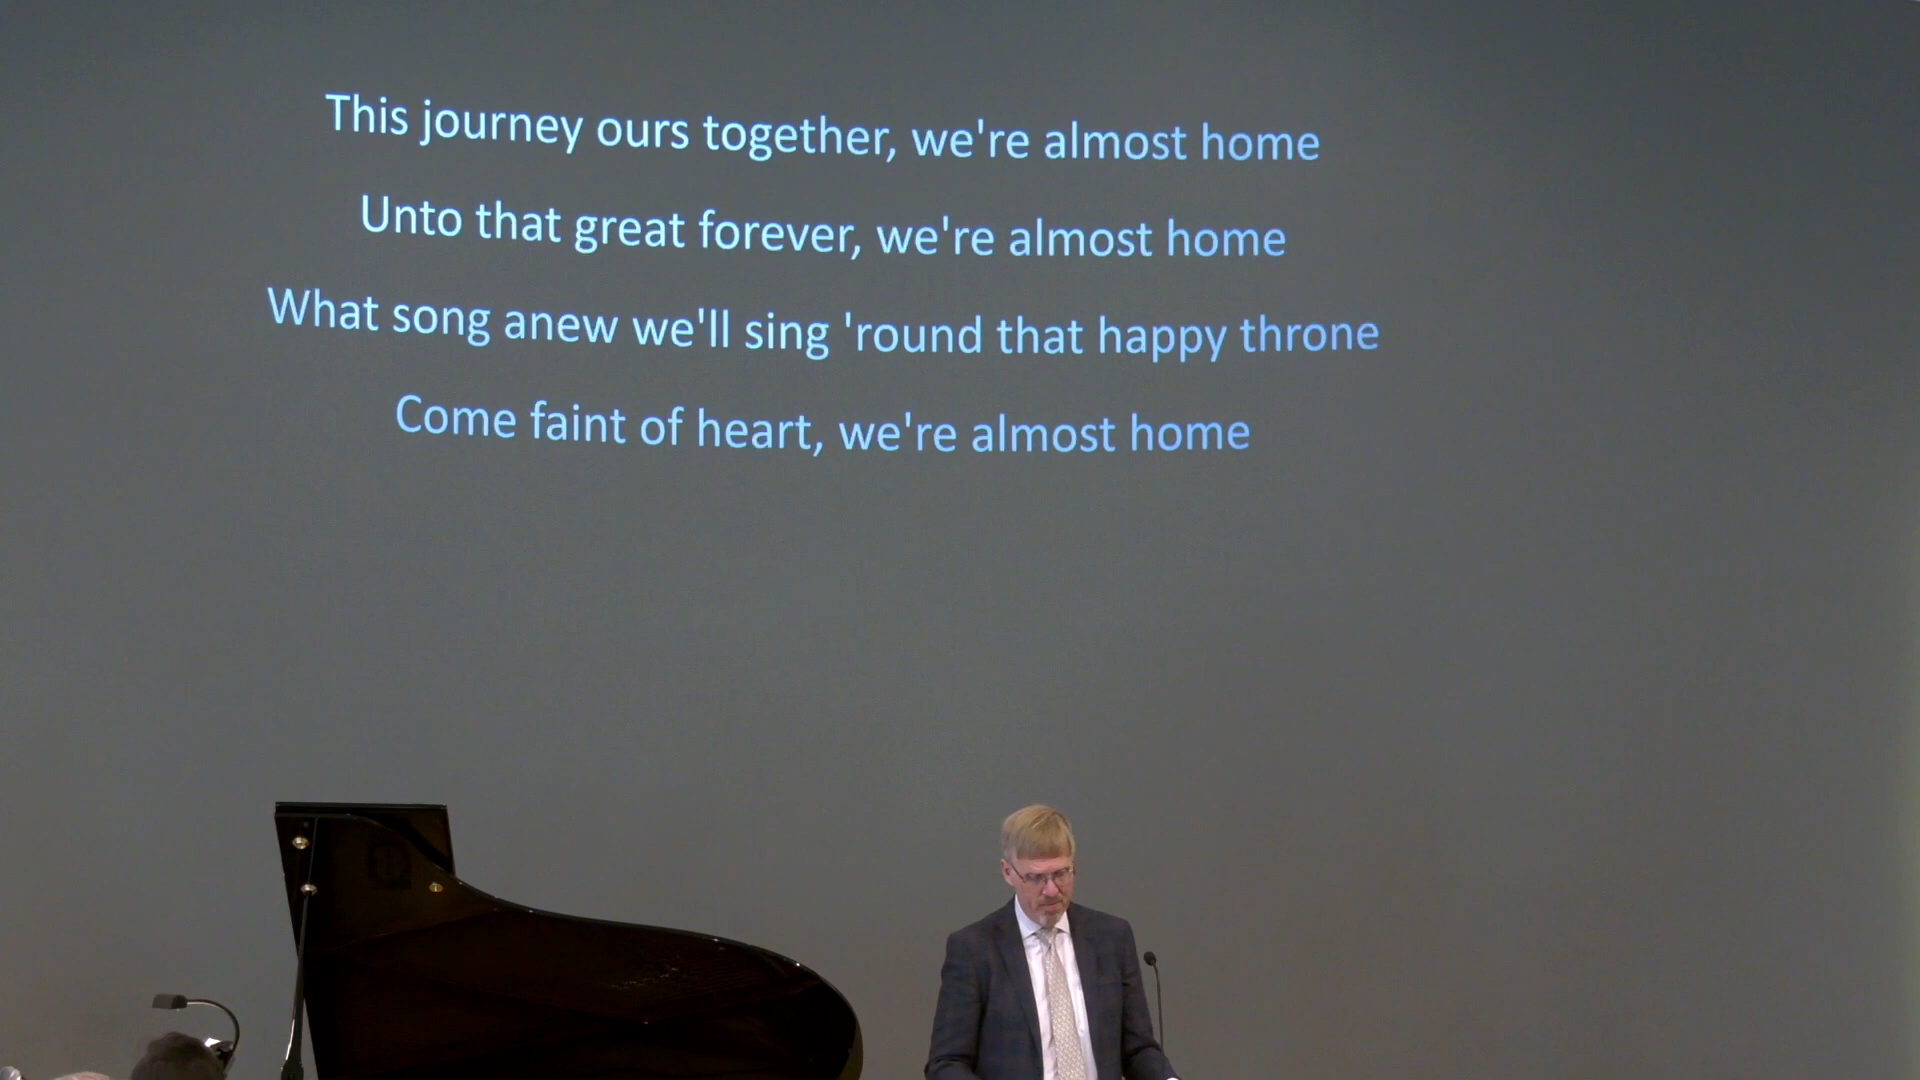 This journey ours together, we're almost home
Unto that great forever, we're almost home
What song anew we'll sing 'round that happy throne
Come faint of heart, we're almost home